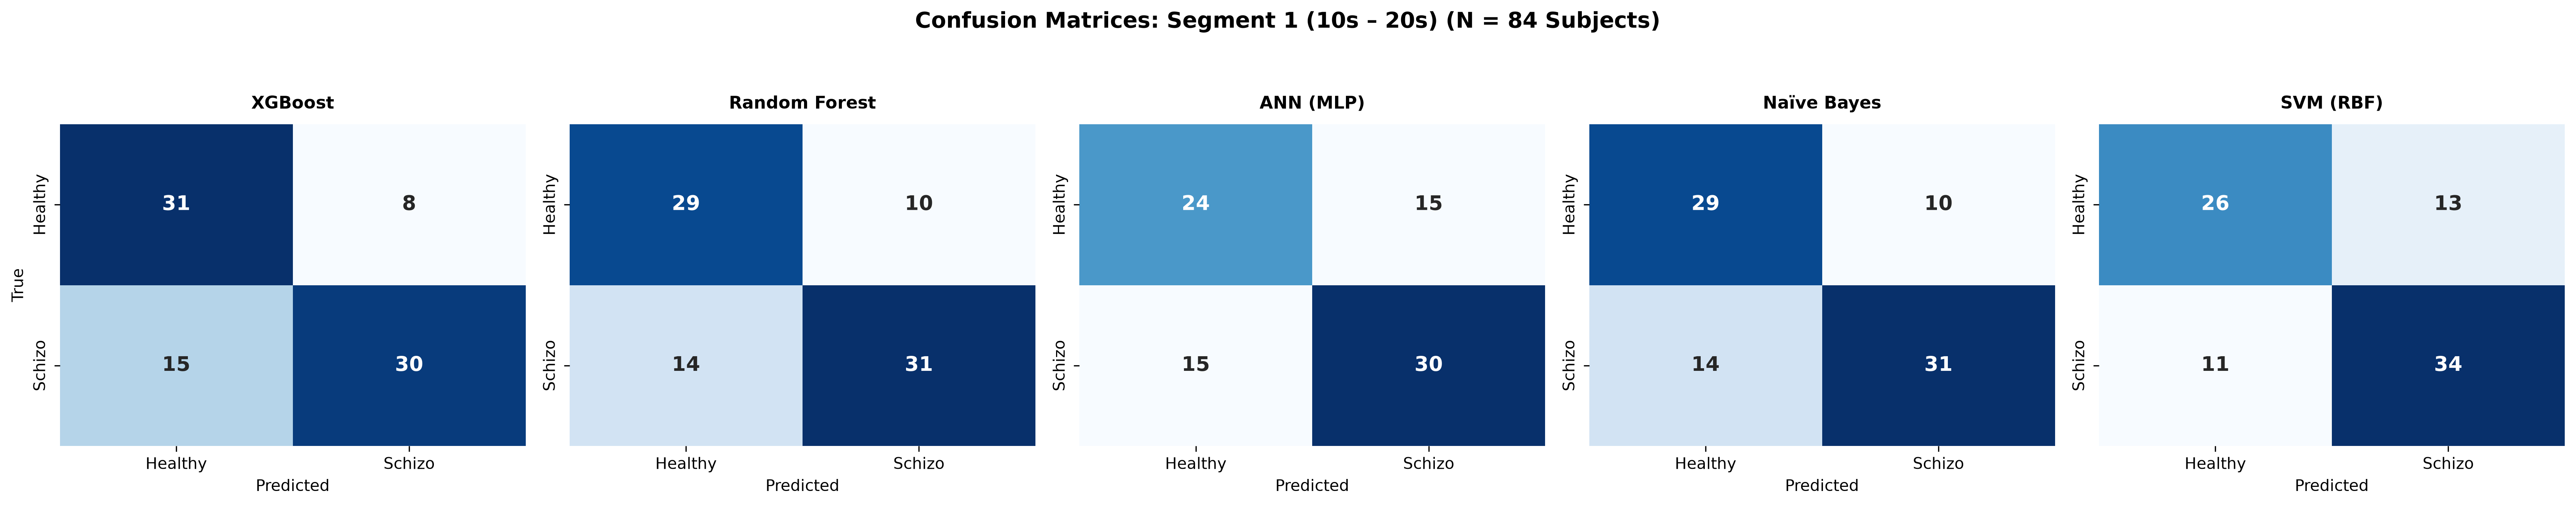 Confusion Matrices: Segment 1 (10s – 20s) (N = 84 Subjects)
XGBoost
True
Healthy
31
8
Schizo
15
30
Healthy
Schizo
Predicted
Random Forest
Healthy
29
10
Schizo
14
31
Healthy
Schizo
Predicted
ANN (MLP)
Healthy
24
15
Schizo
15
30
Healthy
Schizo
Predicted
Naïve Bayes
Healthy
29
10
Schizo
14
31
Healthy
Schizo
Predicted
SVM (RBF)
Healthy
26
13
Schizo
11
34
Healthy
Schizo
Predicted